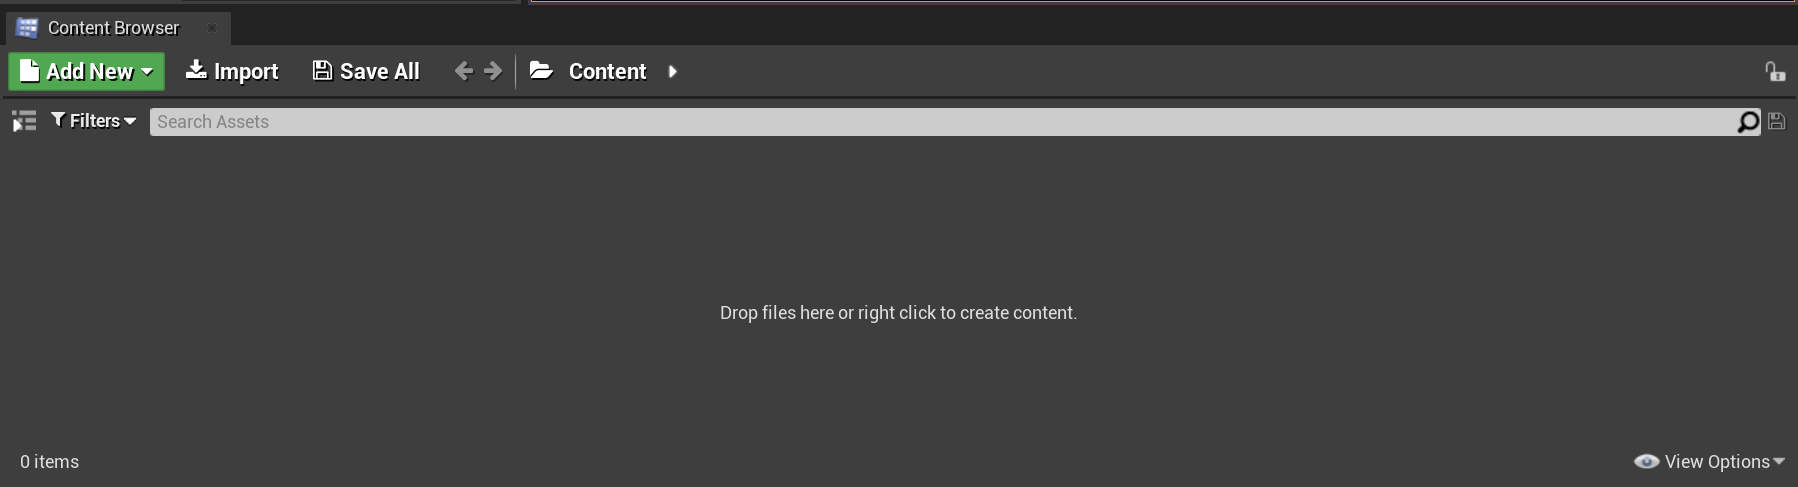 Content Browser
Add New Import Save All Content
Filters Search Assets
Drop files here or right click to create content.
0 items View Options